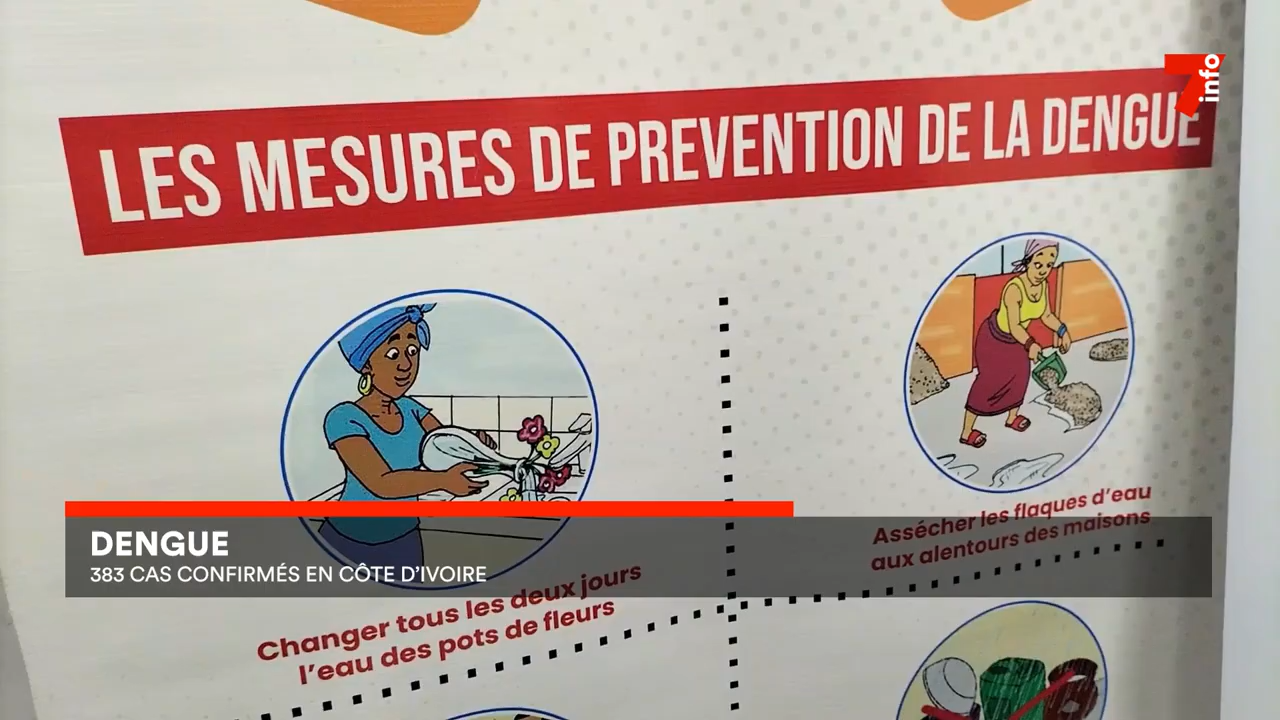 7info
LES MESURES DE PREVENTION DE LA DENGUE
Assécher les flaques d'eau
aux alentours des maisons
DENGUE
383 CAS CONFIRMÉS EN CÔTE D'IVOIRE
Changer tous les deux jours
l'eau des pots de fleurs